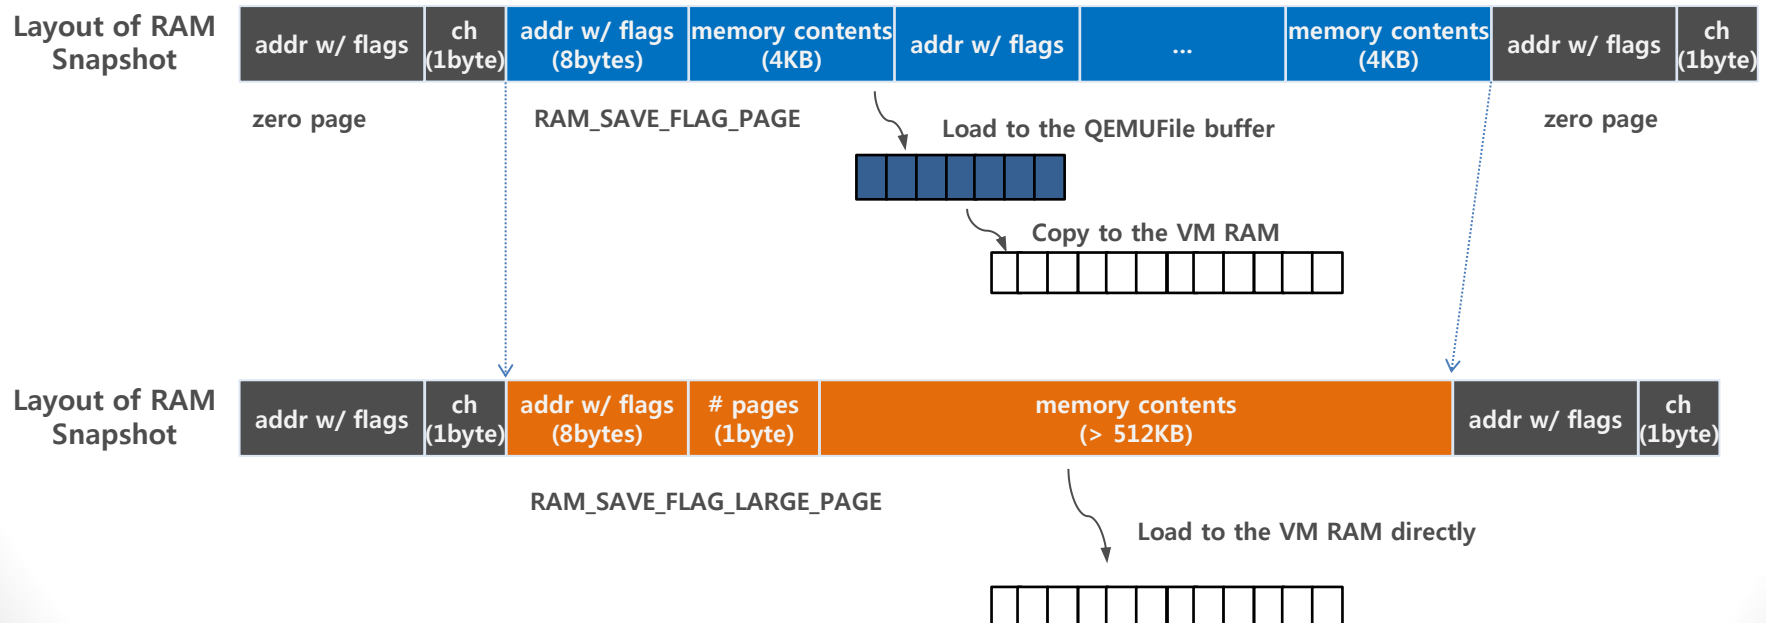 Layout of RAM
Snapshot
addr w/ flags
ch
(1byte)
addr w/ flags
(8bytes)
memory contents
(4KB)
addr w/ flags
...
memory contents
(4KB)
addr w/ flags
ch
(1byte)
zero page
RAM_SAVE_FLAG_PAGE
Load to the QEMUFile buffer
zero page
Copy to the VM RAM
Layout of RAM
Snapshot
addr w/ flags
ch
(1byte)
addr w/ flags
(8bytes)
# pages
(1byte)
memory contents
(> 512KB)
addr w/ flags
ch
(1byte)
RAM_SAVE_FLAG_LARGE_PAGE
Load to the VM RAM directly